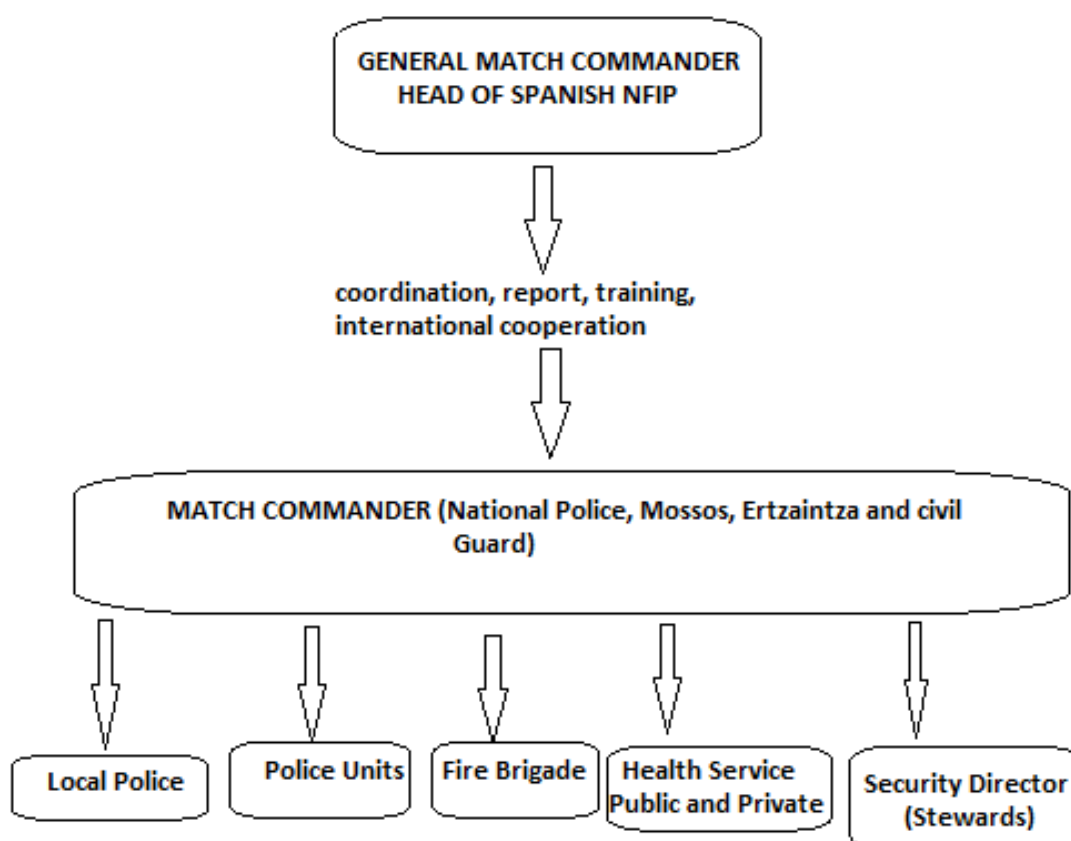 GENERAL MATCH COMMANDER
HEAD OF SPANISH NFIP
coordination, report, training,
international cooperation
MATCH COMMANDER (National Police, Mossos, Ertzaintza and civil
Guard)
Local Police
Police Units
Fire Brigade
Health Service
Public and Private
Security Director
(Stewards)